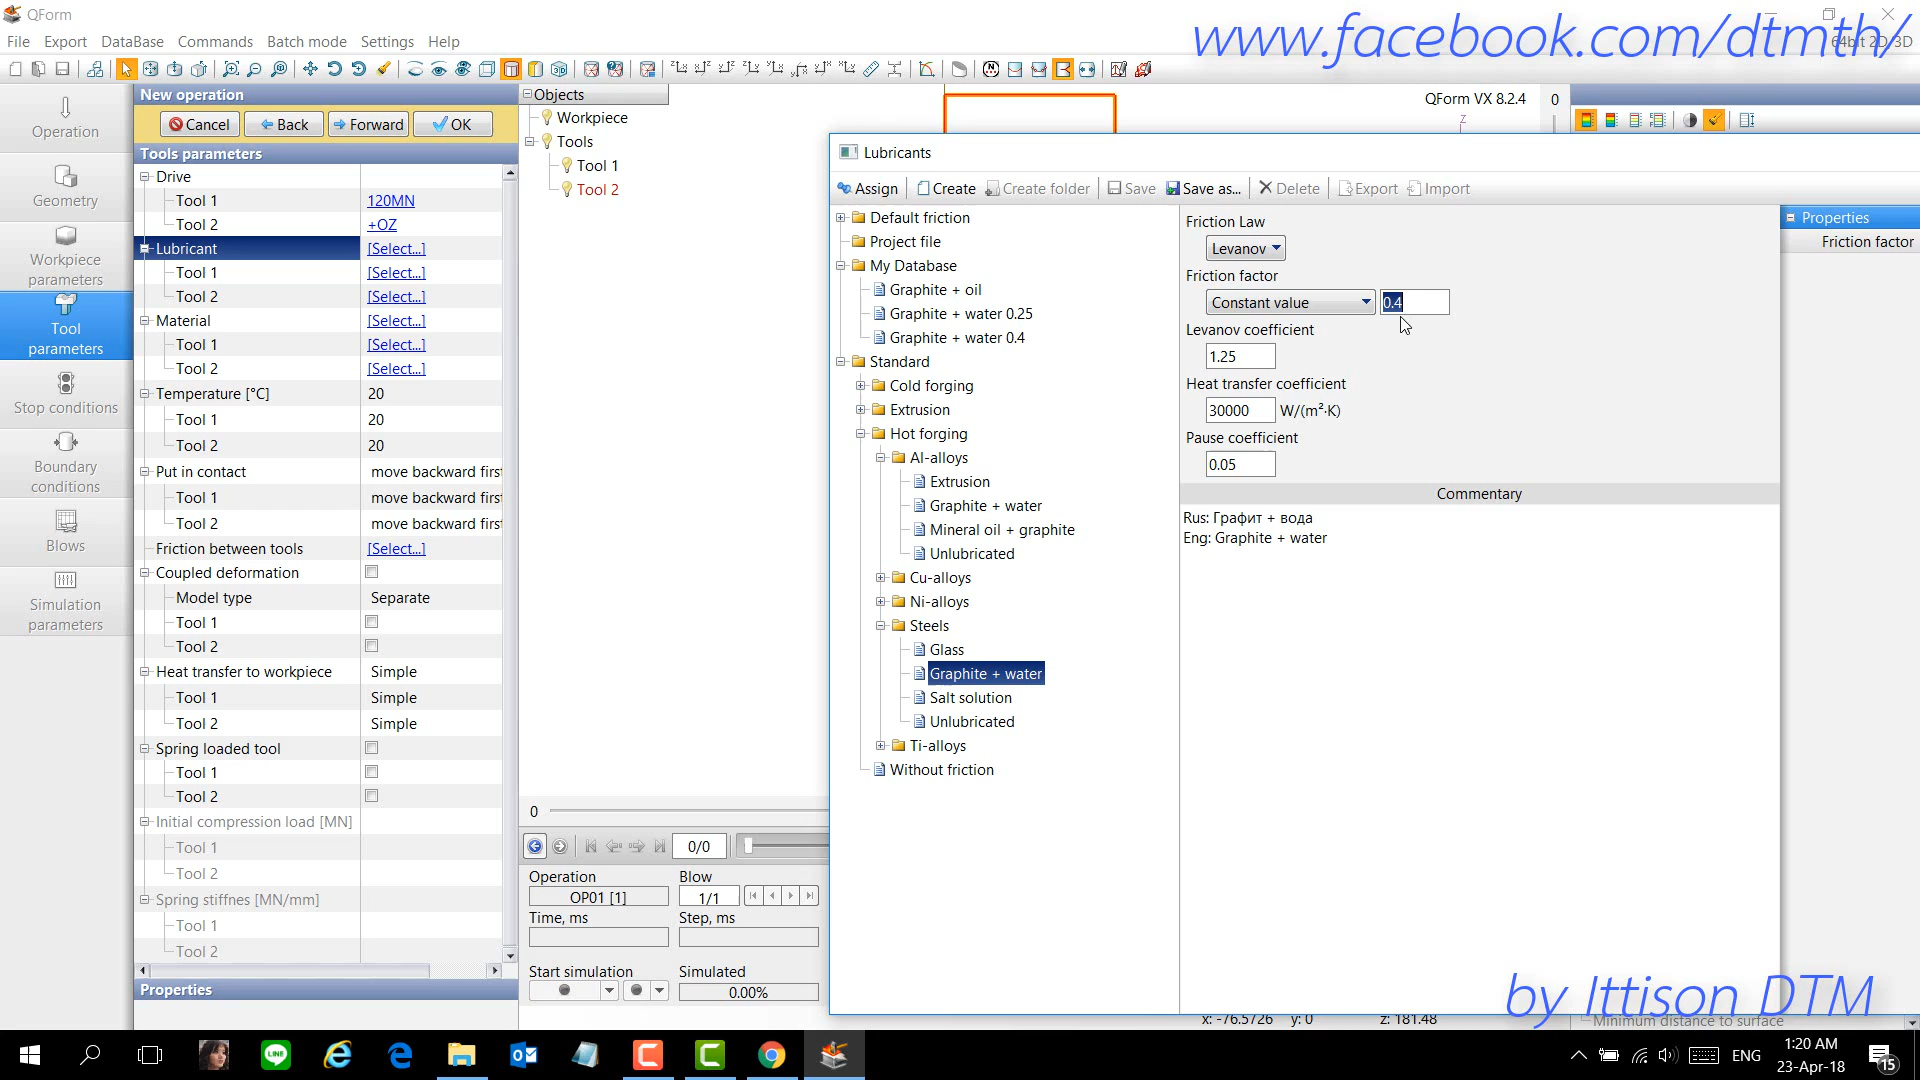 QForm
www.facebook.com/dtmth/
File Export DataBase Commands Batch mode Settings Help
64bit 2D-3D
New operation
Cancel Back Forward OK
Tools parameters
Drive
Tool 1 120MN
Tool 2 +OZ
Lubricant [Select...]
Tool 1 [Select...]
Tool 2 [Select...]
Material [Select...]
Tool 1 [Select...]
Tool 2 [Select...]
Temperature [°C] 20
Tool 1 20
Tool 2 20
Put in contact move backward first
Tool 1 move backward first
Tool 2 move backward first
Friction between tools [Select...]
Coupled deformation
Model type Separate
Tool 1
Tool 2
Heat transfer to workpiece Simple
Tool 1 Simple
Tool 2 Simple
Spring loaded tool
Tool 1
Tool 2
Initial compression load [MN]
Tool 1
Tool 2
Spring stiffnes [MN/mm]
Tool 1
Tool 2
Properties
Operation
Geometry
Workpiece
parameters
Tool
parameters
Stop conditions
Boundary
conditions
Blows
Simulation
parameters
Objects
Workpiece
Tools
Tool 1
Tool 2
QForm VX 8.2.4 0
z
Lubricants
Assign Create Create folder Save Save as... Delete Export Import
Default friction
Project file
My Database
Graphite + oil
Graphite + water 0.25
Graphite + water 0.4
Standard
Cold forging
Extrusion
Hot forging
Al-alloys
Extrusion
Graphite + water
Mineral oil + graphite
Unlubricated
Cu-alloys
Ni-alloys
Steels
Glass
Graphite + water
Salt solution
Unlubricated
Ti-alloys
Without friction
Friction Law
Levanov
Friction factor
Constant value 0.4
Levanov coefficient
1.25
Heat transfer coefficient
30000 W/(m²·K)
Pause coefficient
0.05
Commentary
Rus: Графит + вода
Eng: Graphite + water
Properties
Friction factor
0
0/0
Operation Blow
OP01 [1] 1/1
Time, ms Step, ms
Start simulation Simulated
0.00%
x: -76.5726 y: 0 z: 181.48
Minimum distance to surface
by Ittison DTM
ENG
1:20 AM
23-Apr-18
15